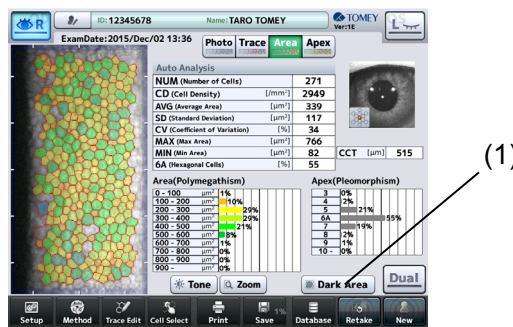 R ID: 12345678 Name: TARO TOMEY TOMEY L
Ver:1E
ExamDate:2015/Dec/02 13:36 Photo Trace Area Apex
Auto Analysis
NUM (Number of Cells) 271
CD (Cell Density) [/mm²] 2949
AVG (Average Area) [µm²] 339
SD (Standard Deviation) [µm²] 117
CV (Coefficient of Variation) [%] 34
MAX (Max Area) [µm²] 766
MIN (Min Area) [µm²] 82 CCT [µm] 515
6A (Hexagonal Cells) [%] 55
(1)
Area(Polymegathism) Apex(Pleomorphism)
0 - 100 µm² 1% 3 0%
100 - 200 µm² 10% 4 2%
200 - 300 µm² 29% 5 21%
300 - 400 µm² 29% 6A 55%
400 - 500 µm² 21% 7 19%
500 - 600 µm² 8% 8 2%
600 - 700 µm² 1% 9 1%
700 - 800 µm² 0% 10 - 0%
800 - 900 µm² 0%
900 - µm² 0%
Tone Zoom Dark Area Dual
1%
Setup Method Trace Edit Cell Select Print Save Database Retake New